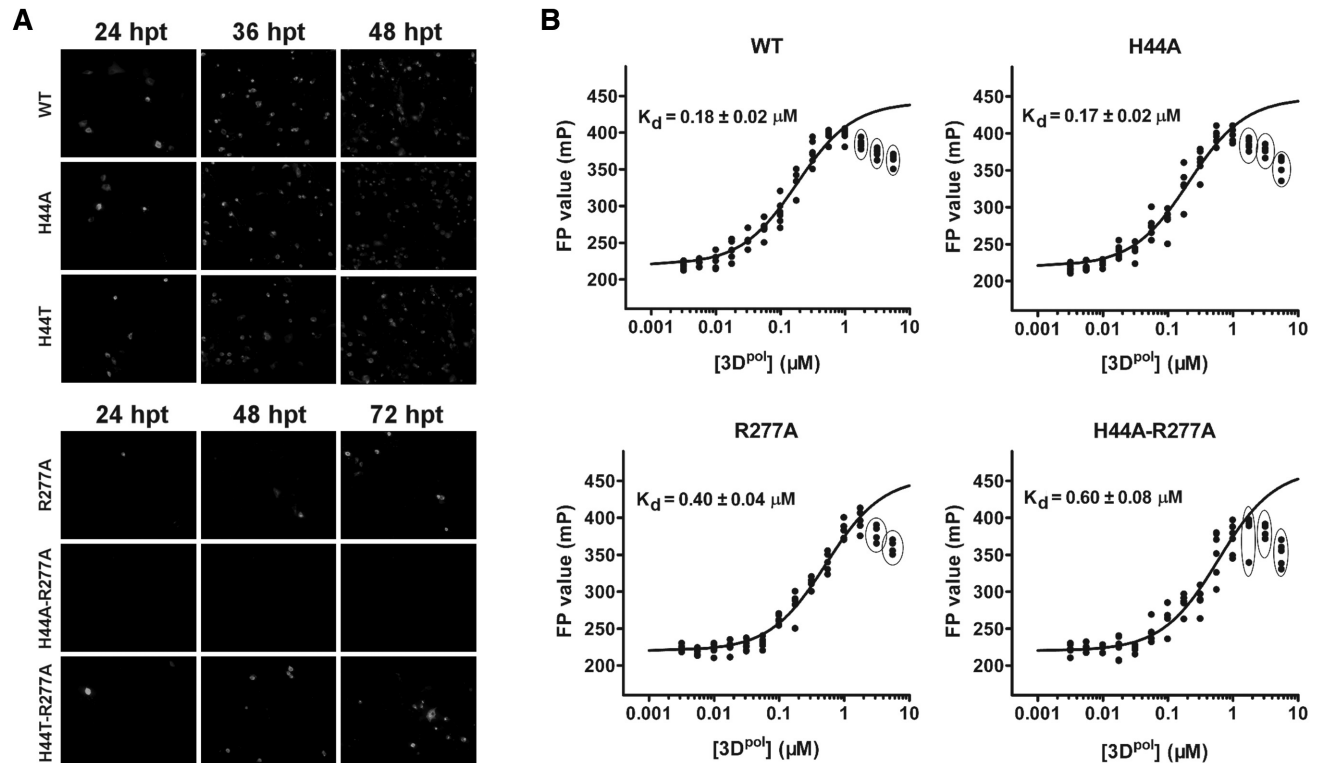 A
24 hpt 36 hpt 48 hpt
WT
H44A
H44T
24 hpt 48 hpt 72 hpt
R277A
H44A-R277A
H44T-R277A
B
WT
Kd = 0.18 ± 0.02 µM
FP value (mP)
450
400
350
300
250
200
0.001 0.01 0.1 1 10
[3Dpol] (µM)
H44A
Kd = 0.17 ± 0.02 µM
FP value (mP)
450
400
350
300
250
200
0.001 0.01 0.1 1 10
[3Dpol] (µM)
R277A
Kd = 0.40 ± 0.04 µM
FP value (mP)
450
400
350
300
250
200
0.001 0.01 0.1 1 10
[3Dpol] (µM)
H44A-R277A
Kd = 0.60 ± 0.08 µM
FP value (mP)
450
400
350
300
250
200
0.001 0.01 0.1 1 10
[3Dpol] (µM)